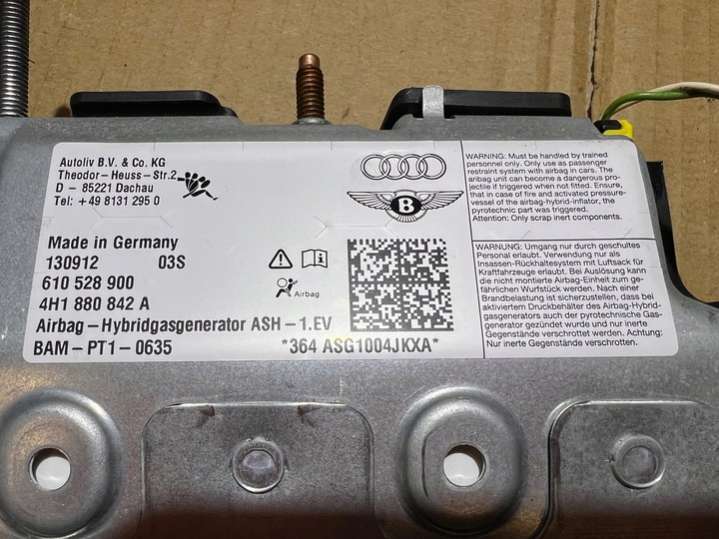 Autoliv B.V. & Co. KG
Theodor-Heuss-Str.2
D - 85221 Dachau
Tel: +49 8131 295 0
Made in Germany
130912 03S
610 528 900
4H1 880 842 A
Airbag-Hybridgasgenerator ASH-1.EV
BAM-PT1-0635
*364 ASG1004JKXA*
Airbag
B
WARNING: Must be handled by trained
personnel only. Only use as passenger
restraint system with airbag in cars. The
airbag unit can become a dangerous pro-
jectile if triggered when not fitted. Ensure,
that in case of fire and activated pressure-
vessel of the airbag-hybrid-inflator, the
pyrotechnic part was triggered.
Attention: Only scrap inert components.
WARNUNG: Umgang nur durch geschultes
Personal erlaubt. Verwendung nur als
Insassen-Rückhaltesystem mit Luftsack für
Kraftfahrzeuge erlaubt. Bei Auslösung kann
die nicht montierte Airbag-Einheit zum ge-
fährlichen Wurfstück werden. Nach einer
Brandbelastung ist sicherzustellen, dass bei
aktiviertem Druckbehälter des Airbag-Hybrid-
gasgenerators auch der pyrotechnische Gas-
generator gezündet wurde und nur inerte
Gegenstände verschrottet werden. Achtung:
Nur inerte Gegenstände verschrotten.